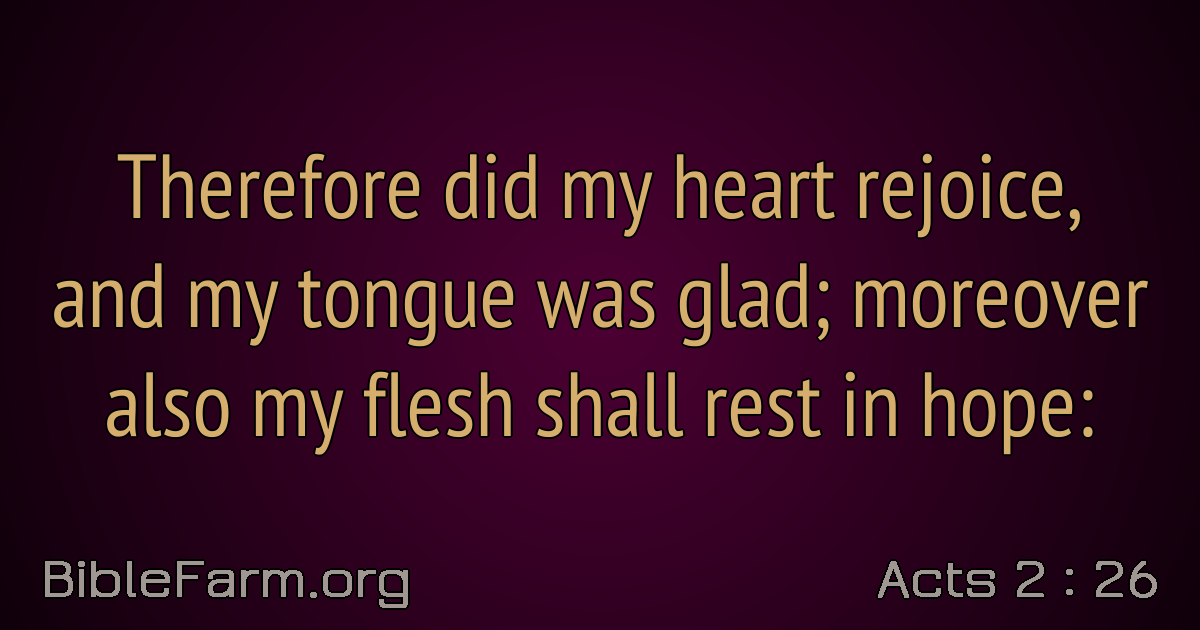 Therefore did my heart rejoice,
and my tongue was glad; moreover
also my flesh shall rest in hope:
BibleFarm.org
Acts 2 : 26